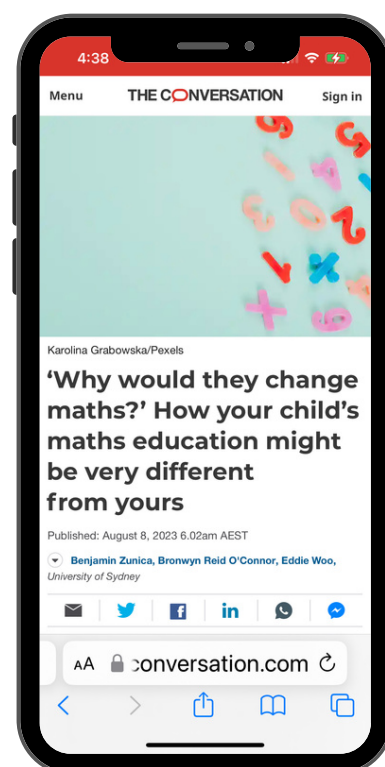 4:38
Menu THE CONVERSATION Sign in
Karolina Grabowska/Pexels
‘Why would they change
maths?’ How your child’s
maths education might
be very different
from yours
Published: August 8, 2023 6.02am AEST
Benjamin Zunica, Bronwyn Reid O'Connor, Eddie Woo,
University of Sydney
AA conversation.com